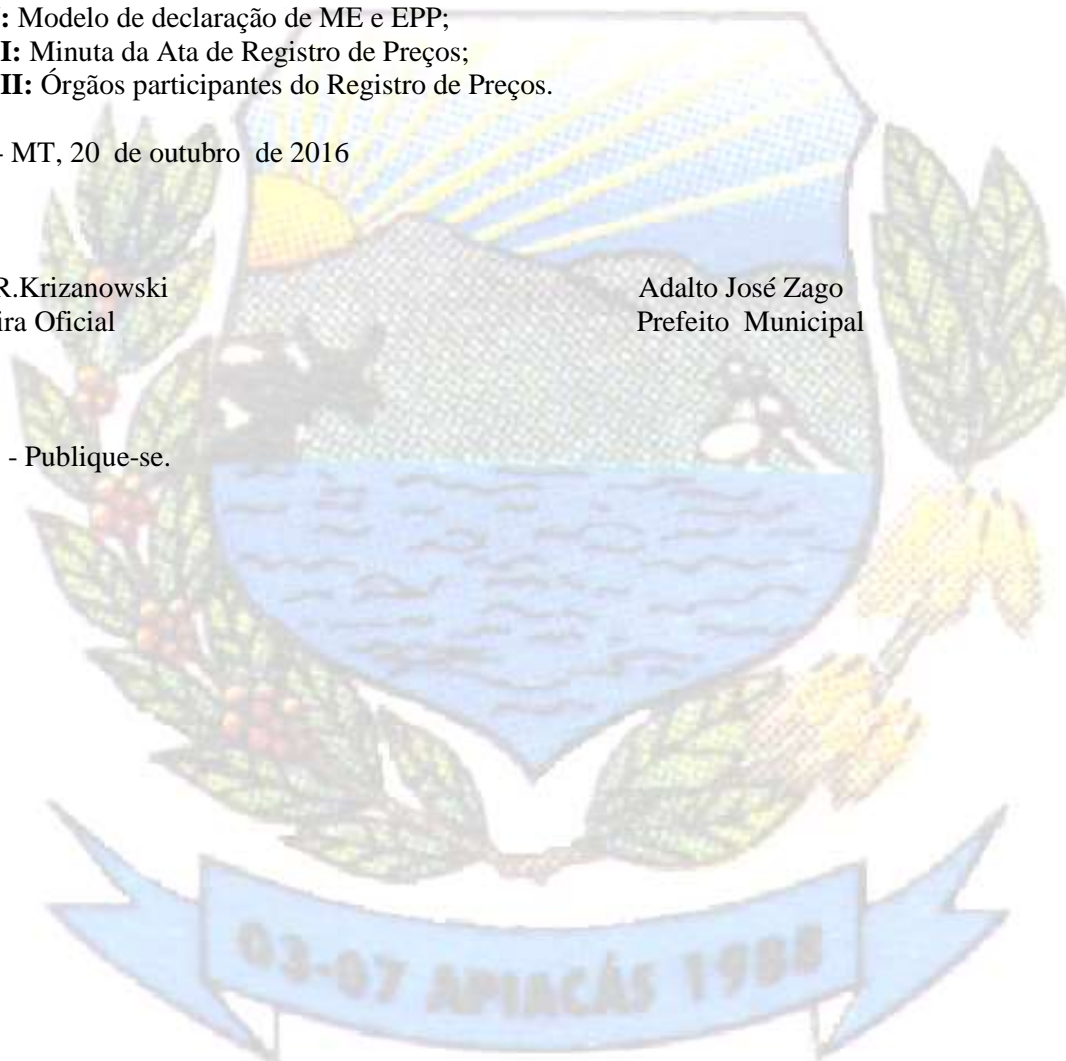 : Modelo de declaração de ME e EPP;
I: Minuta da Ata de Registro de Preços;
II: Órgãos participantes do Registro de Preços.
- MT, 20 de outubro de 2016
R.Krizanowski Adalto José Zago
ira Oficial Prefeito Municipal
- Publique-se.
03-07 APIACÁS 1988